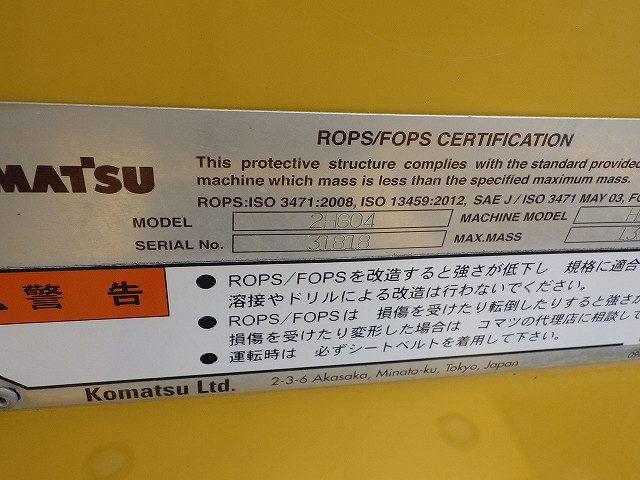 ROPS/FOPS CERTIFICATION
KOMATSU
This protective structure complies with the standard provided
machine which mass is less than the specified maximum mass.
ROPS:ISO 3471:2008, ISO 13459:2012, SAE J / ISO 3471 MAY 03,
MODEL 2HG04 MACHINE MODEL
SERIAL No. 31818 MAX.MASS 13
警告
● ROPS/FOPSを改造すると強さが低下し 規格に適合
溶接やドリルによる改造は行わないでください。
● ROPS/FOPSは 損傷を受けたり転倒したりすると強さが
損傷を受けたり変形した場合は コマツの代理店に相談して
● 運転時は 必ずシートベルトを着用して下さい。
Komatsu Ltd. 2-3-6 Akasaka, Minato-ku, Tokyo, Japan